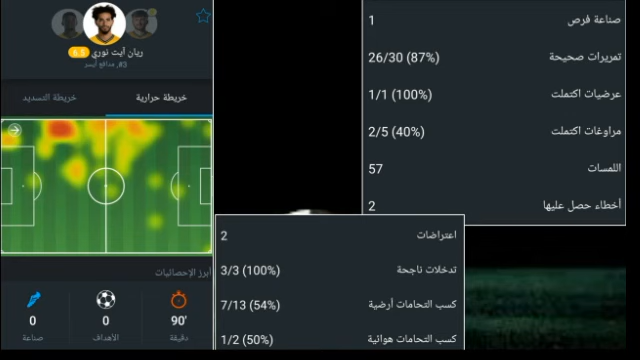 ريان آيت نوري 6.5
#3, مدافع أيسر
خريطة حرارية
خريطة التسديد
أبرز الإحصائيات
90'
0
0
دقيقة
الأهداف
صناعة
صناعة فرص 1
تمريرات صحيحة 26/30 (87%)
عرضيات اكتملت 1/1 (100%)
مراوغات اكتملت 2/5 (40%)
اللمسات 57
أخطاء حصل عليها 2
اعتراضات 2
تدخلات ناجحة 3/3 (100%)
كسب التحامات أرضية 7/13 (54%)
كسب التحامات هوائية 1/2 (50%)